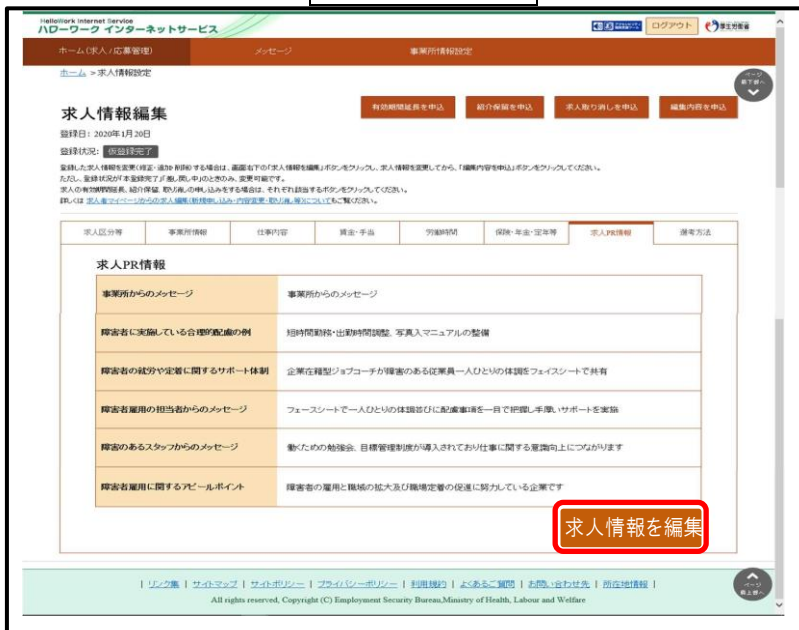 HelloWork Internet Service
ハローワーク インターネットサービス
ログアウト
厚生労働省
ホーム(求人/応募管理) メッセージ 事業所情報設定
ホーム > 求人情報設定
ページ最下部へ
求人情報編集
有効期間延長を申込 紹介保留を申込 求人取り消しを申込 編集内容を申込
登録日: 2020年1月20日
登録状況: 仮登録完了
登録した求人情報を変更(修正・追加・削除)する場合は、画面右下の「求人情報を編集」ボタンをクリックし、求人情報を変更してから、「編集内容を申込」ボタンをクリックしてください。
ただし、登録状況が「本登録完了」「差し戻し中」のときのみ、変更可能です。
求人の有効期間延長、紹介保留、取り消しの申し込みをする場合は、それぞれ該当するボタンをクリックしてください。
詳しくは 求人者マイページからの求人編集(新規申し込み・内容変更・取り消し等)について もご覧ください。
求人区分等 事業所情報 仕事内容 賃金・手当 労働時間 保険・年金・定年等 求人PR情報 選考方法
求人PR情報
事業所からのメッセージ 事業所からのメッセージ
障害者に実施している合理的配慮の例 短時間勤務・出勤時間調整、写真入マニュアルの整備
障害者の就労や定着に関するサポート体制 企業在籍型ジョブコーチが障害のある従業員一人ひとりの体調をフェイスシートで共有
障害者雇用の担当者からのメッセージ フェースシートで一人ひとりの体調並びに配慮事項を一目で把握し手厚いサポートを実施
障害のあるスタッフからのメッセージ 働くための勉強会、目標管理制度が導入されており仕事に関する意識向上につながります
障害者雇用に関するアピールポイント 障害者の雇用と職域の拡大及び職場定着の促進に努力している企業です
求人情報を編集
| リンク集 | サイトマップ | サイトポリシー | プライバシーポリシー | 利用規約 | よくあるご質問 | お問い合わせ先 | 所在地情報 |
All rights reserved, Copyright (C) Employment Security Bureau,Ministry of Health, Labour and Welfare
ページ最上部へ